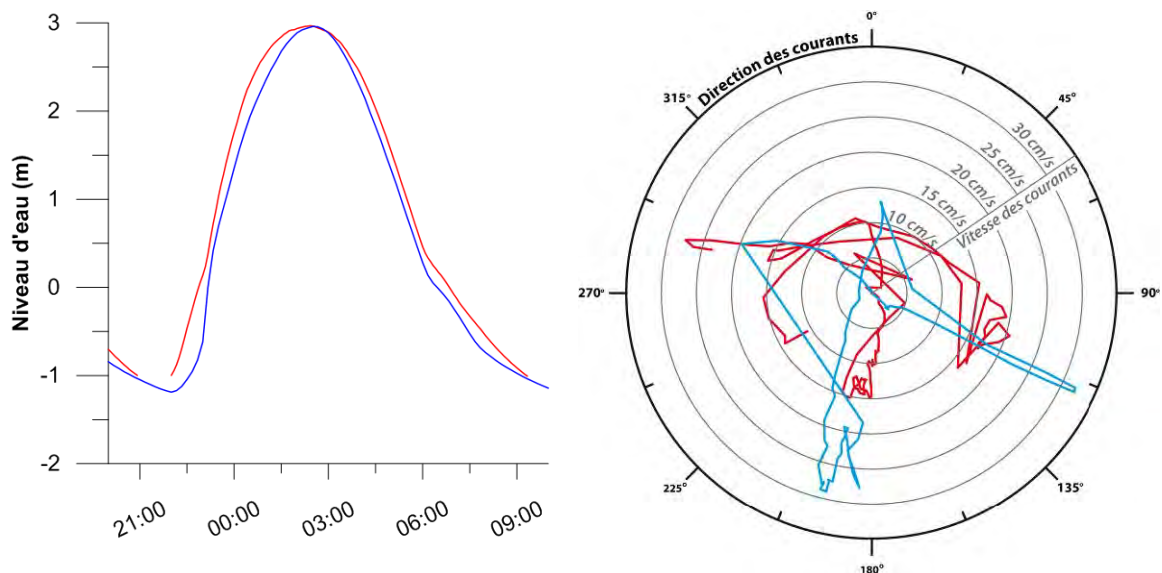 Niveau d'eau (m)
3
2
1
0
-1
-2
21:00
00:00
03:00
06:00
09:00
Direction des courants
0°
45°
90°
135°
180°
225°
270°
315°
30 cm/s
25 cm/s
20 cm/s
15 cm/s
10 cm/s
Vitesse des courants